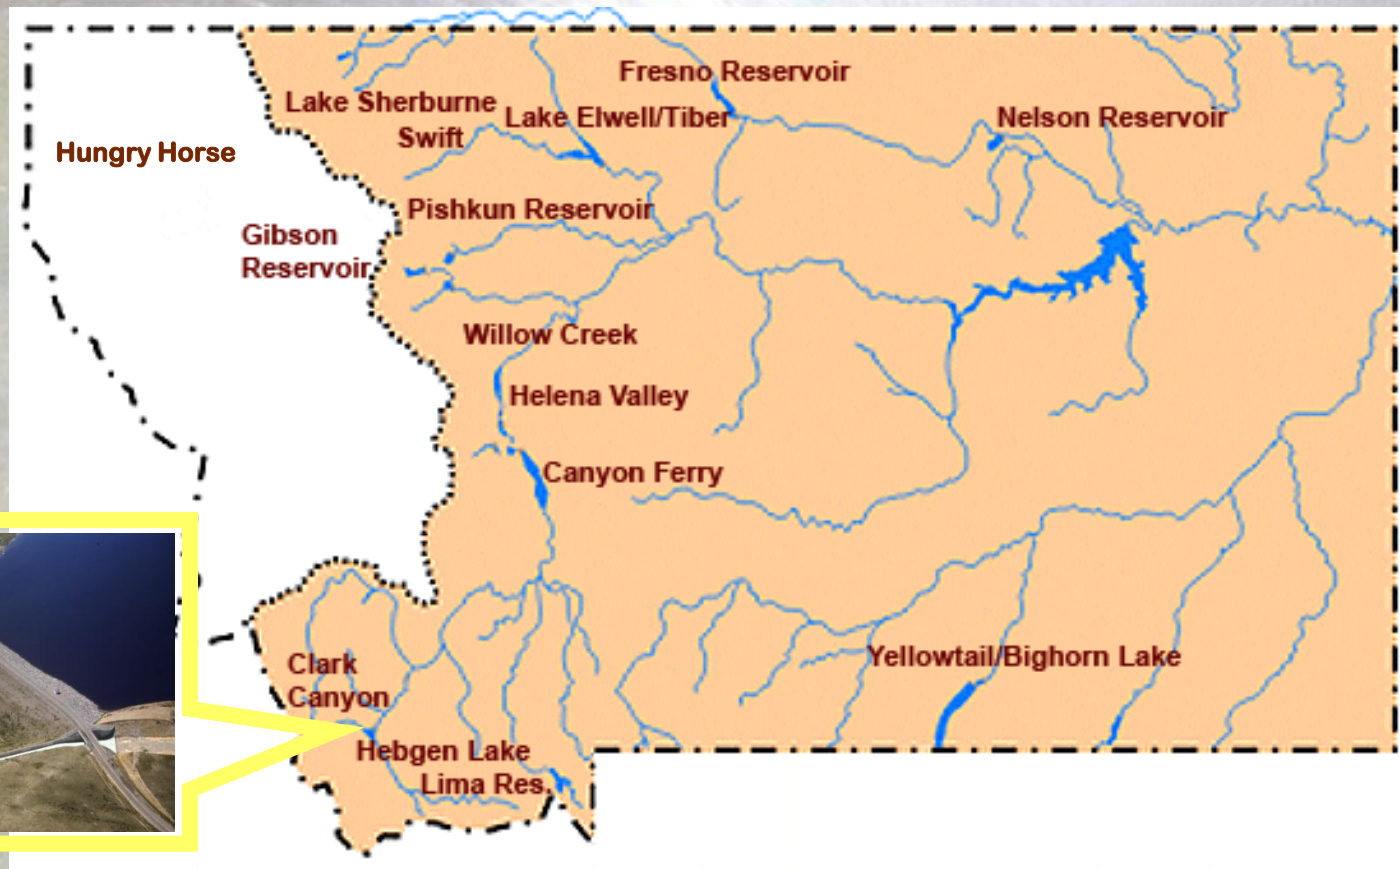 Fresno Reservoir
Lake Sherburne
Swift
Lake Elwell/Tiber
Nelson Reservoir
Hungry Horse
Pishkun Reservoir
Gibson
Reservoir
Willow Creek
Helena Valley
Canyon Ferry
Clark
Canyon
Yellowtail/Bighorn Lake
Hebgen Lake
Lima Res.